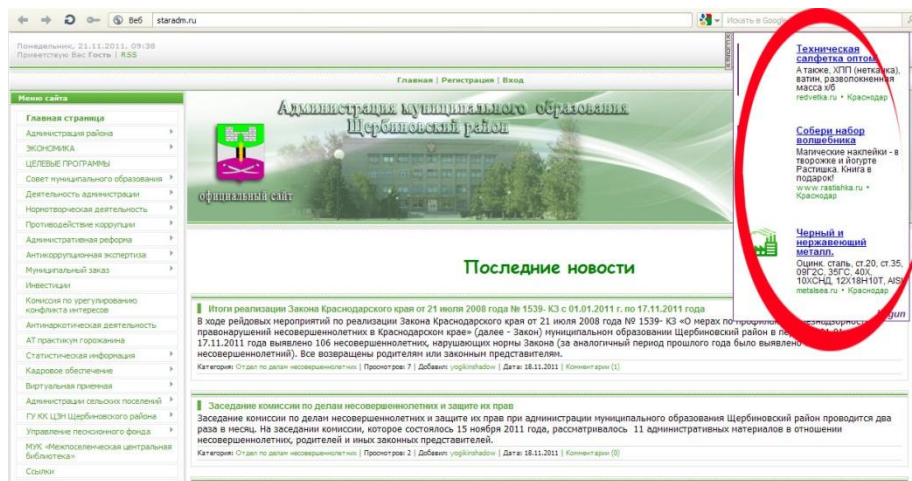 Веб staradm.ru
Искать в Google
Понедельник, 21.11.2011, 09:38
Приветствую Вас Гость | RSS
Главная | Регистрация | Вход
Меню сайта
Главная страница
Администрация района
ЭКОНОМИКА
ЦЕЛЕВЫЕ ПРОГРАММЫ
Совет муниципального образования
Деятельность администрации
Нормотворческая деятельность
Противодействие коррупции
Административная реформа
Антикоррупционная экспертиза
Муниципальный заказ
Инвестиции
Комиссия по урегулированию
конфликта интересов
Антинаркотическая деятельность
АТ практикум горожанина
Статистическая информация
Кадровое обеспечение
Виртуальная приемная
Администрации сельских поселений
ГУ КК ЦЗН Щербиновского района
Управление пенсионного фонда
МУК «Межпоселенческая центральная
библиотека»
Ссылки
Администрация муниципального образования
Щербиновский район
официальный сайт
Последние новости
Итоги реализации Закона Краснодарского края от 21 июля 2008 года № 1539- КЗ с 01.01.2011 г. по 17.11.2011 года
В ходе рейдовых мероприятий по реализации Закона Краснодарского края от 21 июля 2008 год № 1539- КЗ «О мерах по
правонарушений несовершеннолетних в Краснодарском крае» (далее - Закон) муниципальном образовании Щербиновский район в
17.11.2011 года выявлено 106 несовершеннолетних, нарушающих нормы Закона (за аналогичный период прошлого года было выявлено
несовершеннолетний). Все возвращены родителям или законным представителям.
Категория: Отдел по делам несовершеннолетних | Просмотров: 7 | Добавил: yogikinshadow | Дата: 18.11.2011 | Комментарии (1)
Заседание комиссии по делам несовершеннолетних и защите их прав
Заседание комиссии по делам несовершеннолетних и защите их прав при администрации муниципального образования Щербиновский район проводится два
раза в месяц. На заседании комиссии, которое состоялось 15 ноября 2011 года, рассматривалось 11 административных материалов в отношении
несовершеннолетних, родителей и иных законных представителей.
Категория: Отдел по делам несовершеннолетних | Просмотров: 2 | Добавил: yogikinshadow | Дата: 18.11.2011 | Комментарии (0)
Техническая
салфетка оптом
А также, ХПП (нетканка),
ватин, разволокненная
масса х/б
redvetka.ru • Краснодар
Собери набор
волшебника
Магические наклейки - в
творожке и йогурте
Растишка. Книга в
подарок!
www.rastishka.ru •
Краснодар
Черный и
нержавеющий
металл.
Оцинк. сталь, ст.20, ст.35,
09Г2С, 35ГС, 40Х,
10ХСНД, 12Х18Н10Т, AISI
metalsea.ru • Краснодар